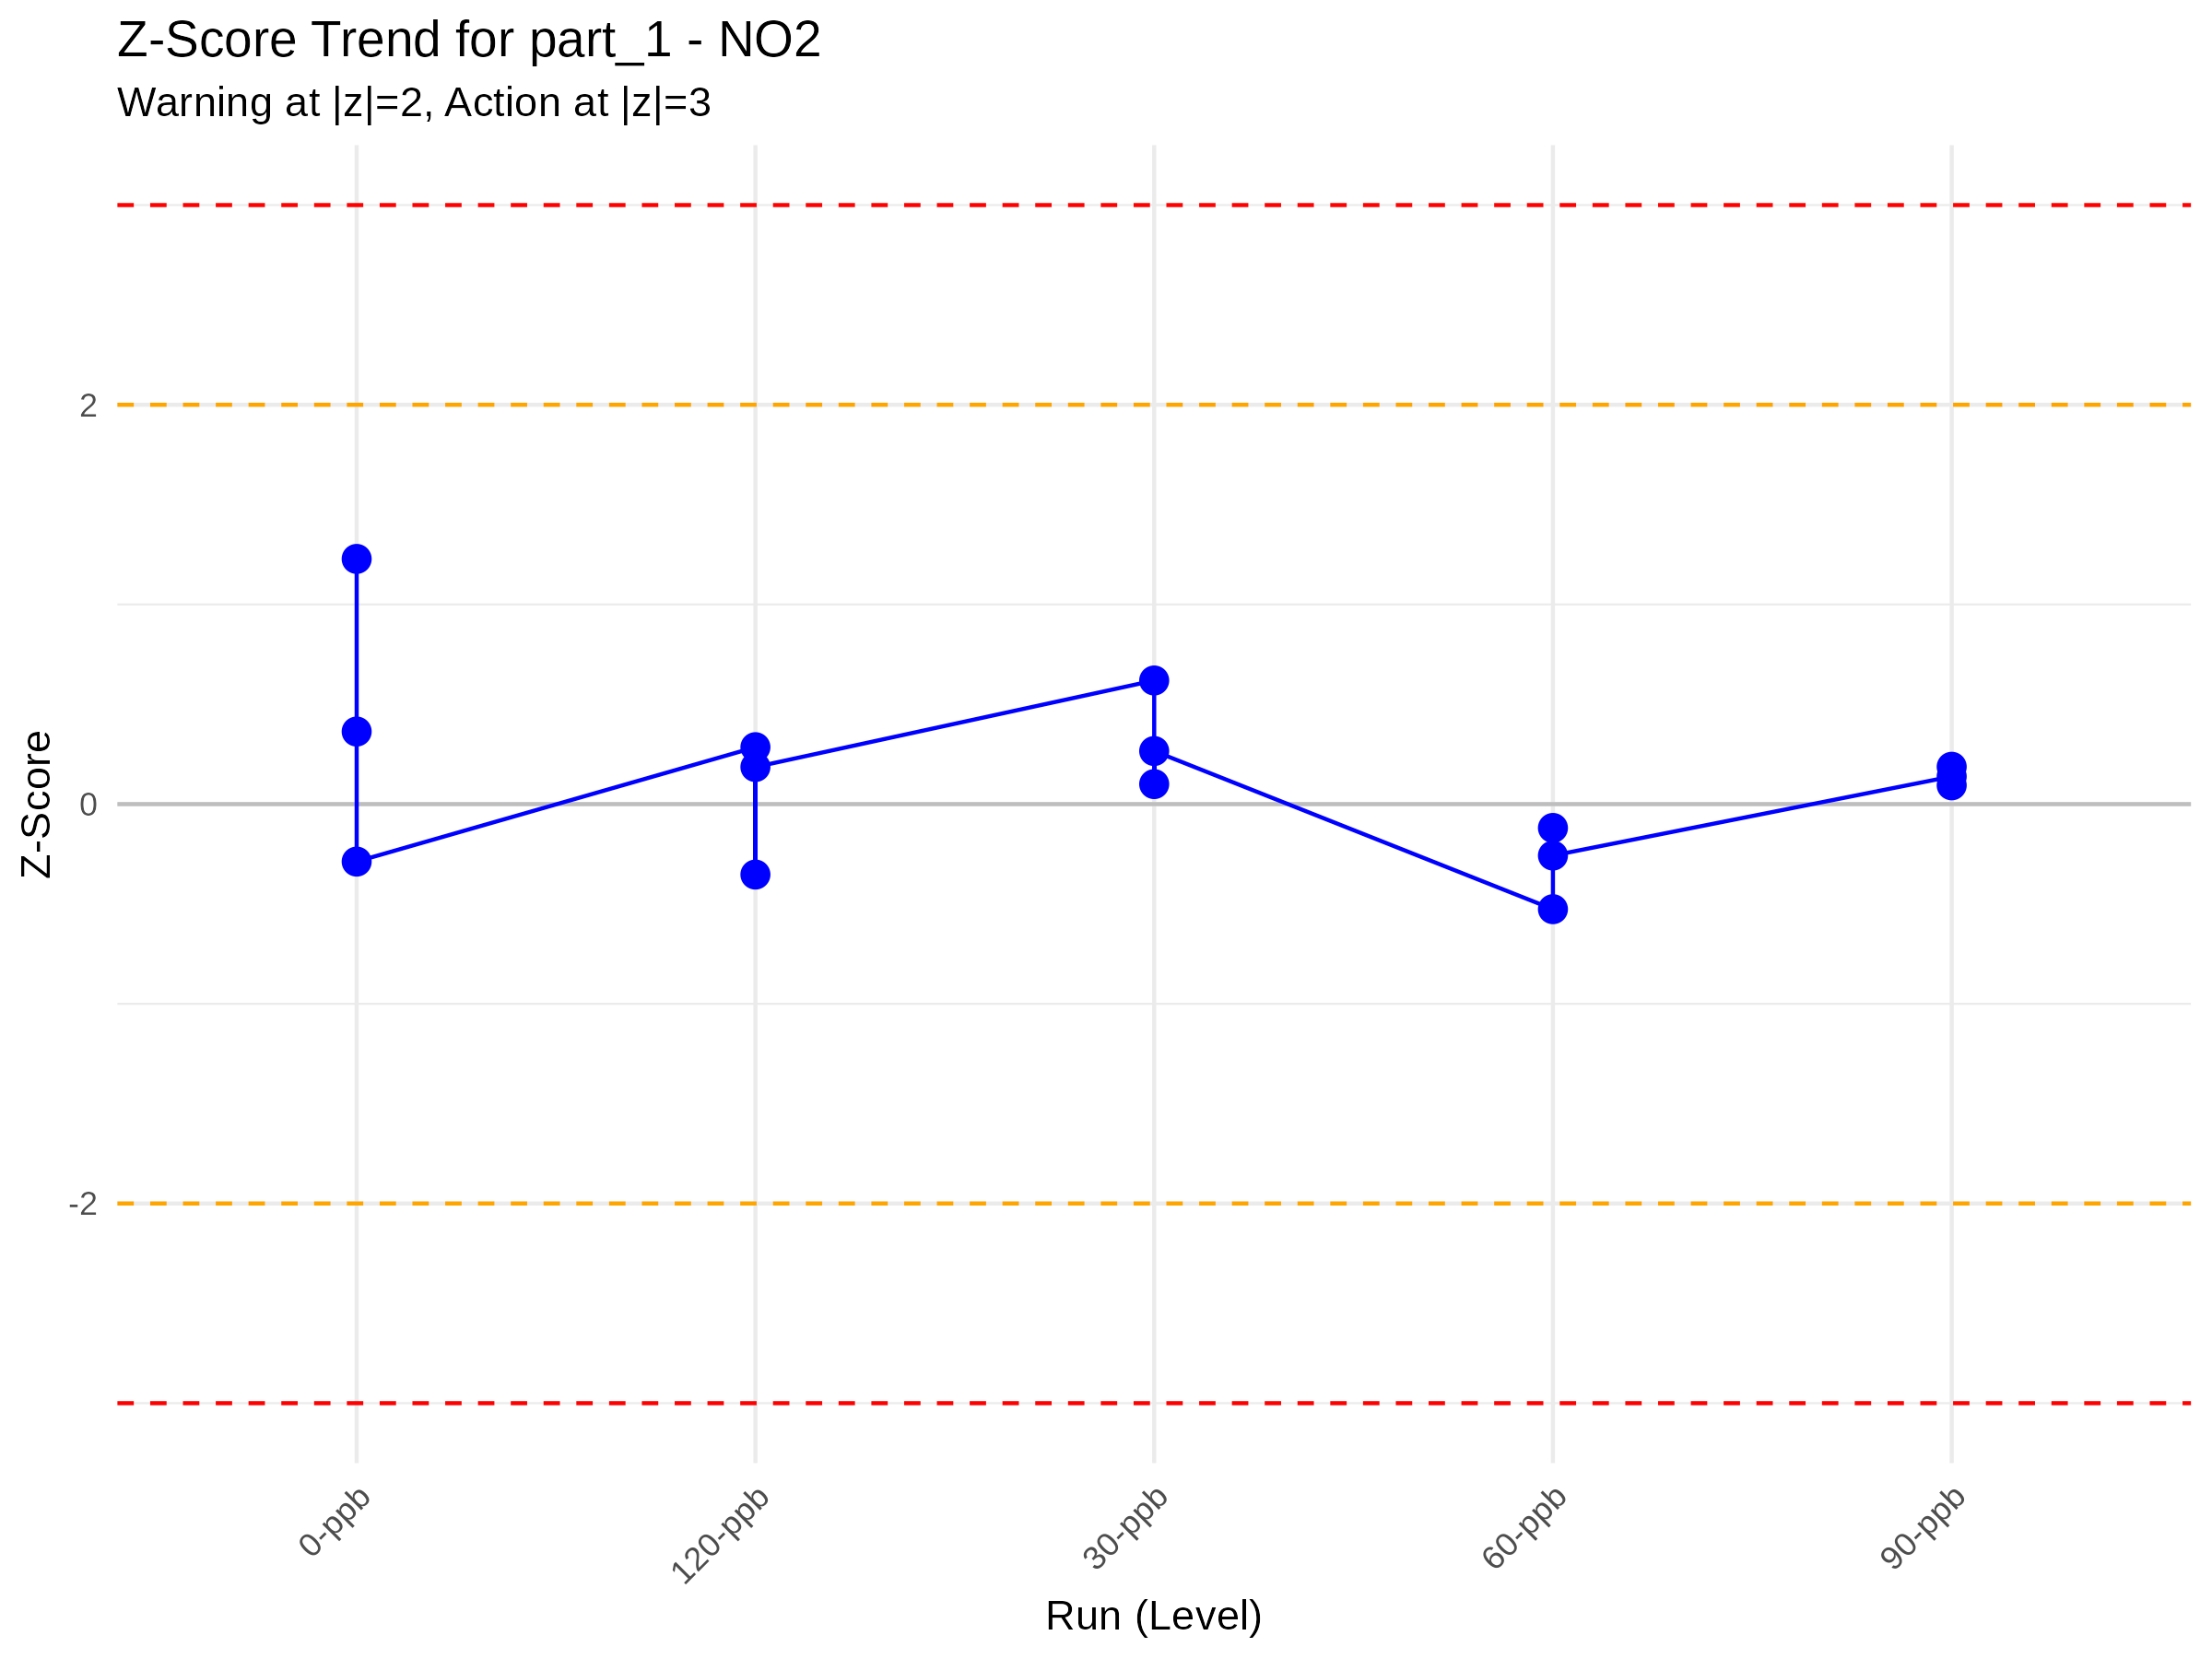 Z-Score Trend for part_1 - NO2
Warning at |z|=2, Action at |z|=3
Z-Score
2
0
-2
0-ppb
120-ppb
30-ppb
60-ppb
90-ppb
Run (Level)